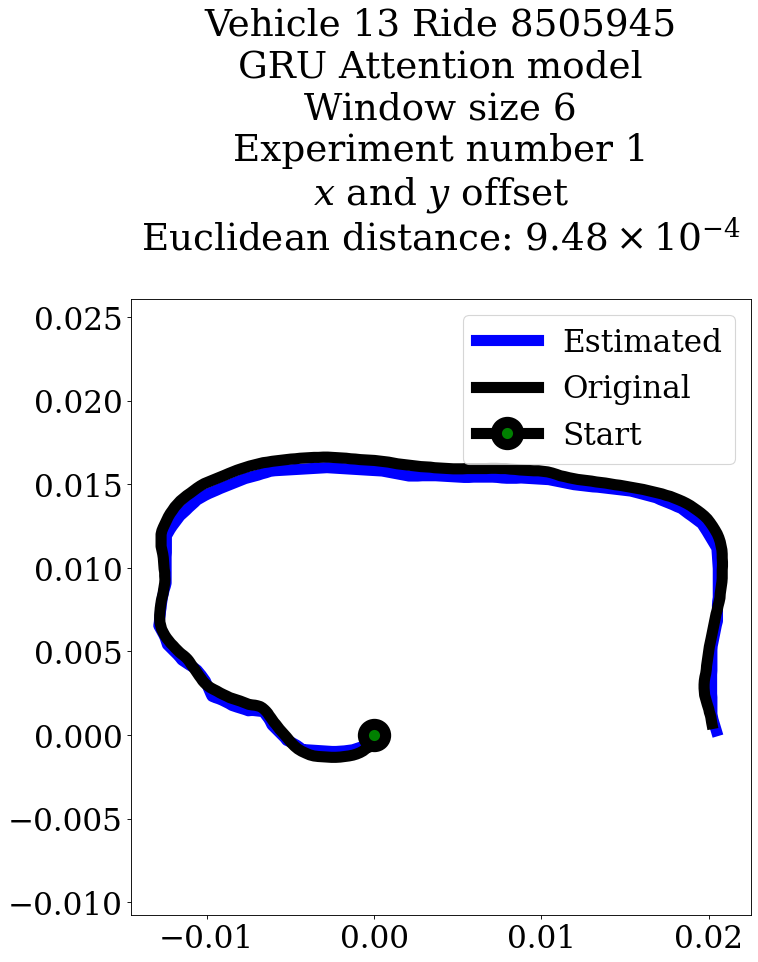 Vehicle 13 Ride 8505945
GRU Attention model
Window size 6
Experiment number 1
x and y offset
Euclidean distance: 9.48 × 10⁻⁴
0.025
0.020
0.015
0.010
0.005
0.000
−0.005
−0.010
Estimated
Original
Start
−0.01 0.00 0.01 0.02